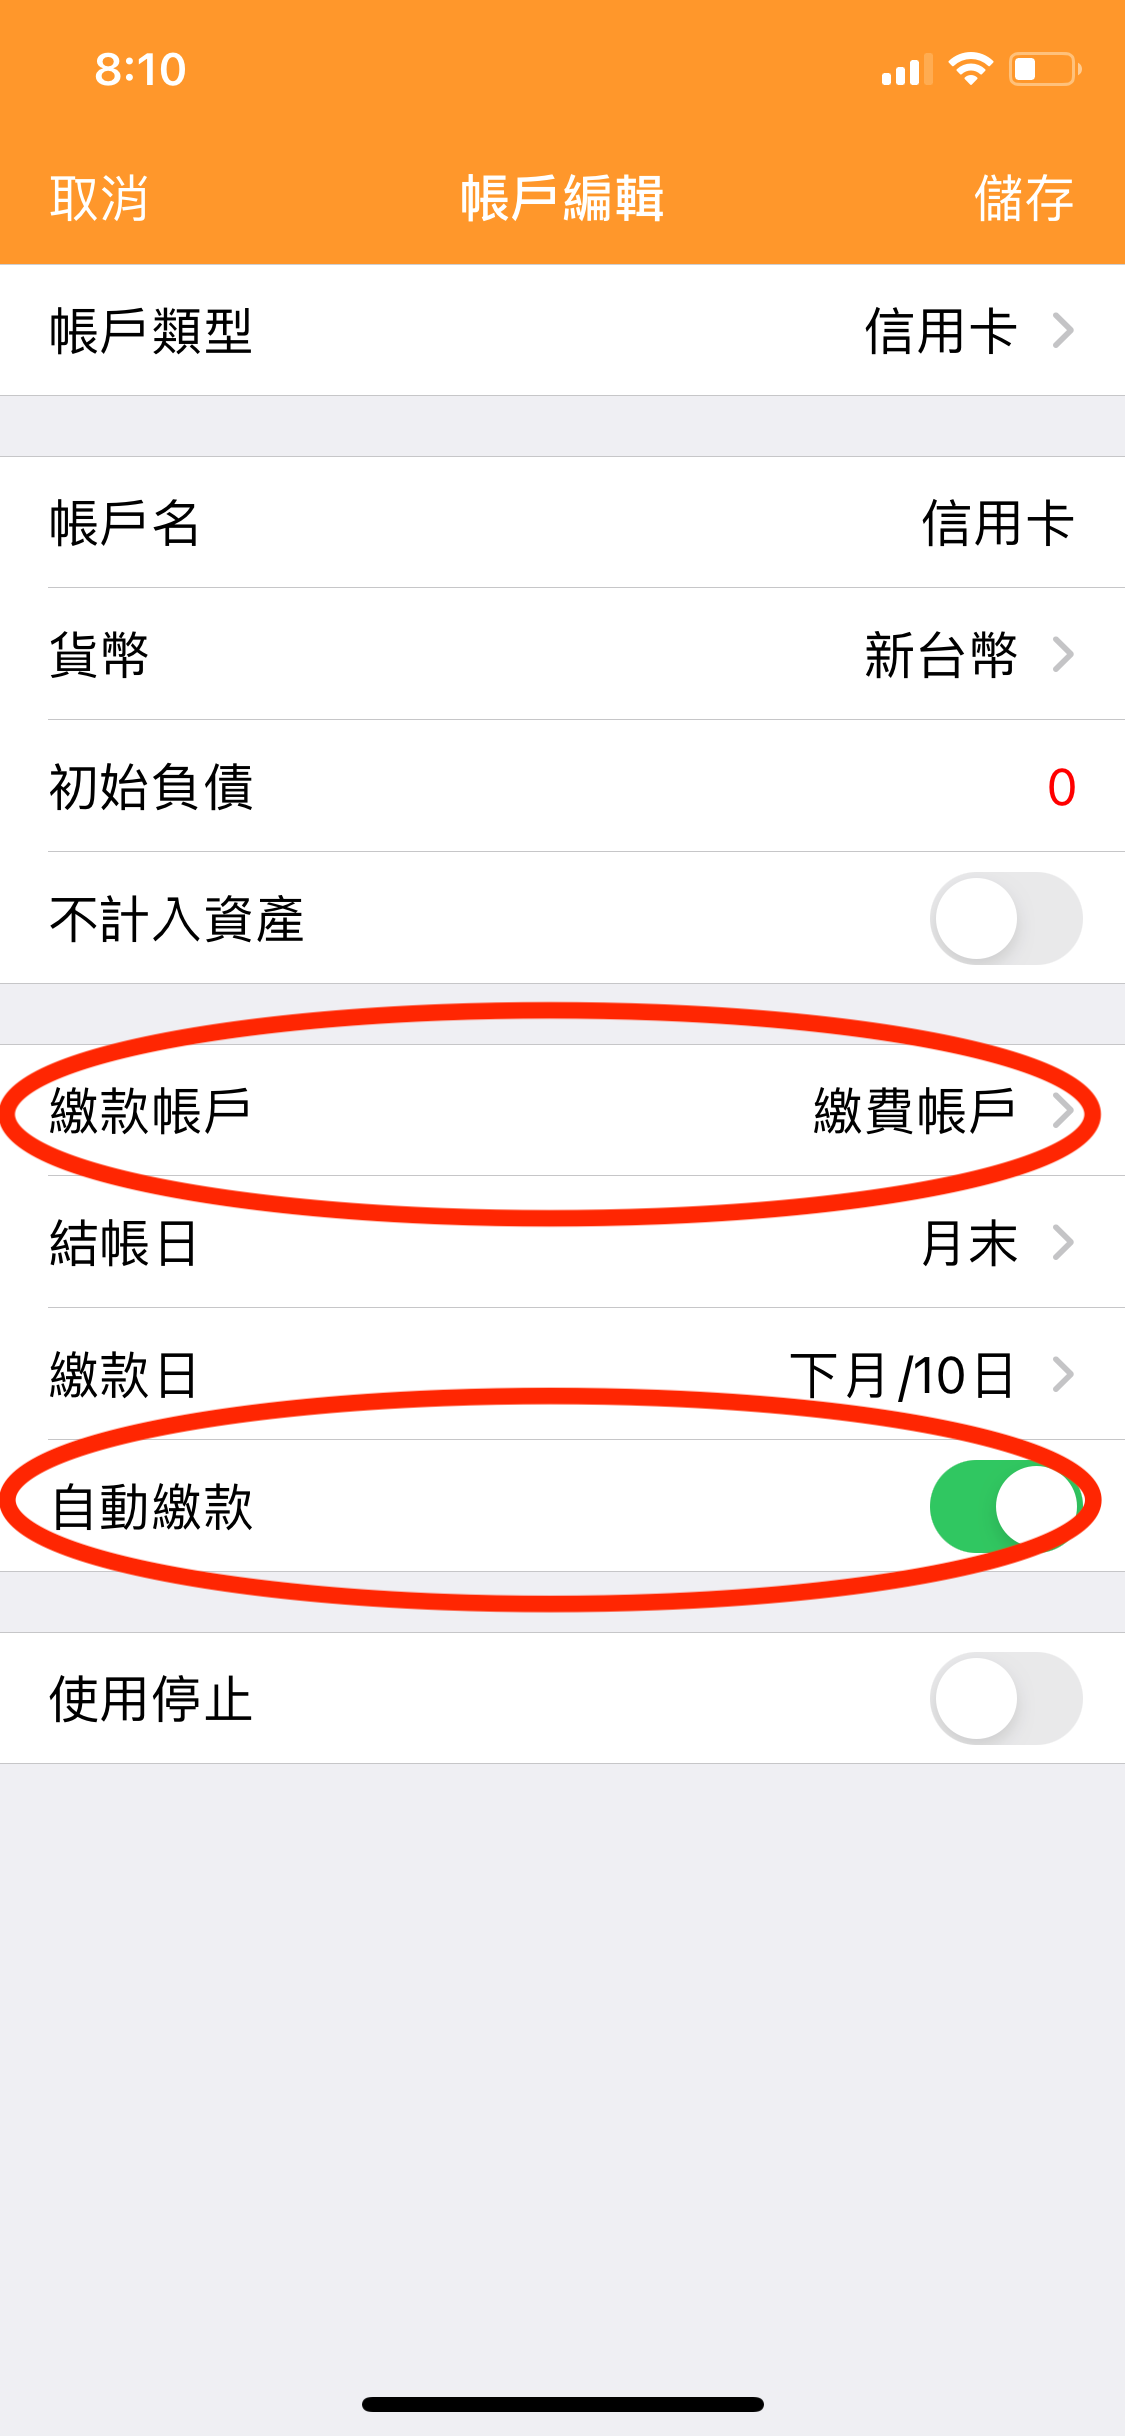 8:10
取消 帳戶編輯 儲存
帳戶類型 信用卡
帳戶名 信用卡
貨幣 新台幣
初始負債 0
不計入資產
繳款帳戶 繳費帳戶
結帳日 月末
繳款日 下月/10日
自動繳款
使用停止